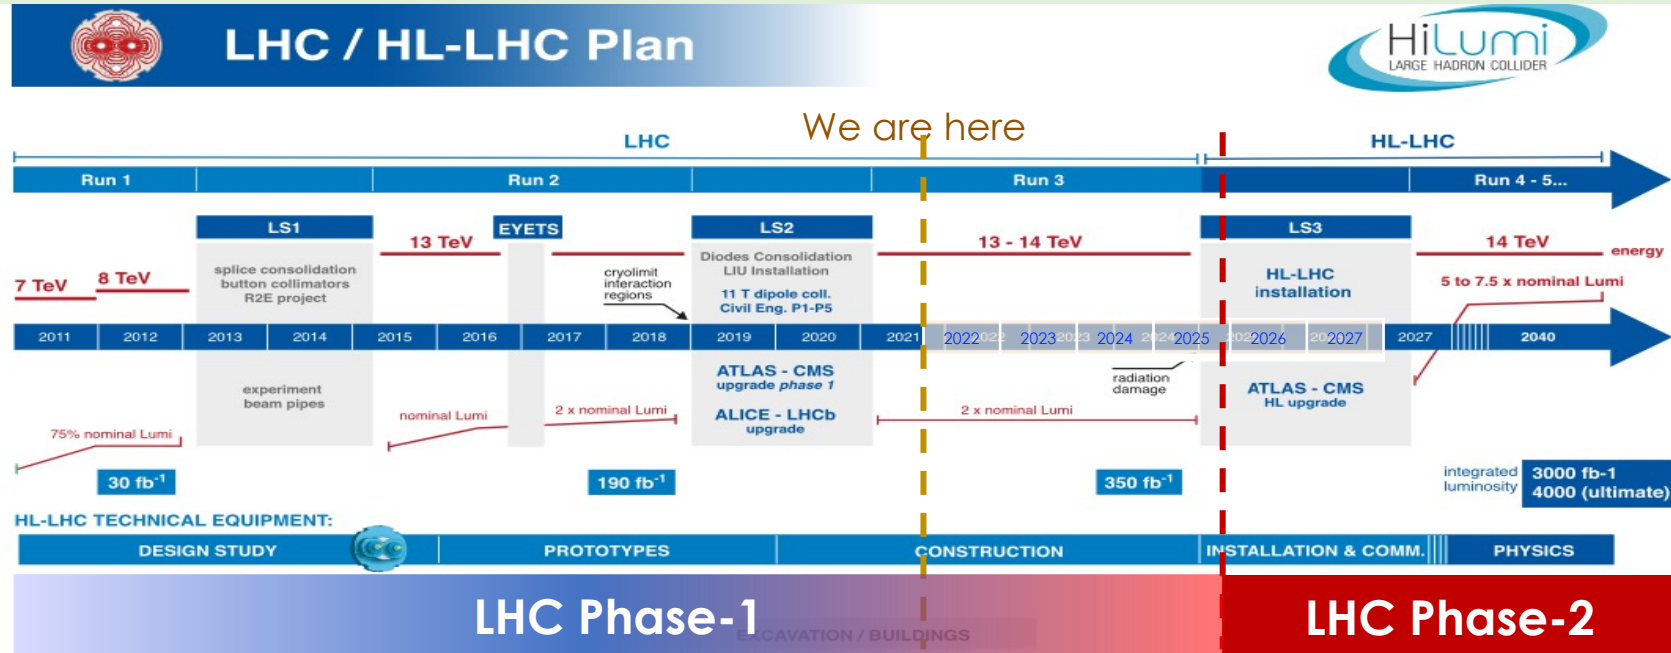 LHC / HL-LHC Plan
HiLumi
LARGE HADRON COLLIDER
We are here
LHC
HL-LHC
Run 1
Run 2
Run 3
Run 4 - 5...
LS1
EYETS
LS2
LS3
13 TeV
13 - 14 TeV
14 TeV
energy
7 TeV
8 TeV
splice consolidation
button collimators
R2E project
cryolimit
interaction
regions
Diodes Consolidation
LIU Installation
11 T dipole coll.
Civil Eng. P1-P5
HL-LHC
installation
5 to 7.5 x nominal Lumi
2011 2012 2013 2014 2015 2016 2017 2018 2019 2020 2021 2022 2023 2024 2025 2026 2027 2027 2040
experiment
beam pipes
ATLAS - CMS
upgrade phase 1
ALICE - LHCb
upgrade
radiation
damage
ATLAS - CMS
HL upgrade
75% nominal Lumi
nominal Lumi
2 x nominal Lumi
2 x nominal Lumi
30 fb-1
190 fb-1
350 fb-1
integrated
luminosity
3000 fb-1
4000 (ultimate)
HL-LHC TECHNICAL EQUIPMENT:
DESIGN STUDY
PROTOTYPES
CONSTRUCTION
INSTALLATION & COMM.
PHYSICS
LHC Phase-1
EXCAVATION / BUILDINGS
LHC Phase-2